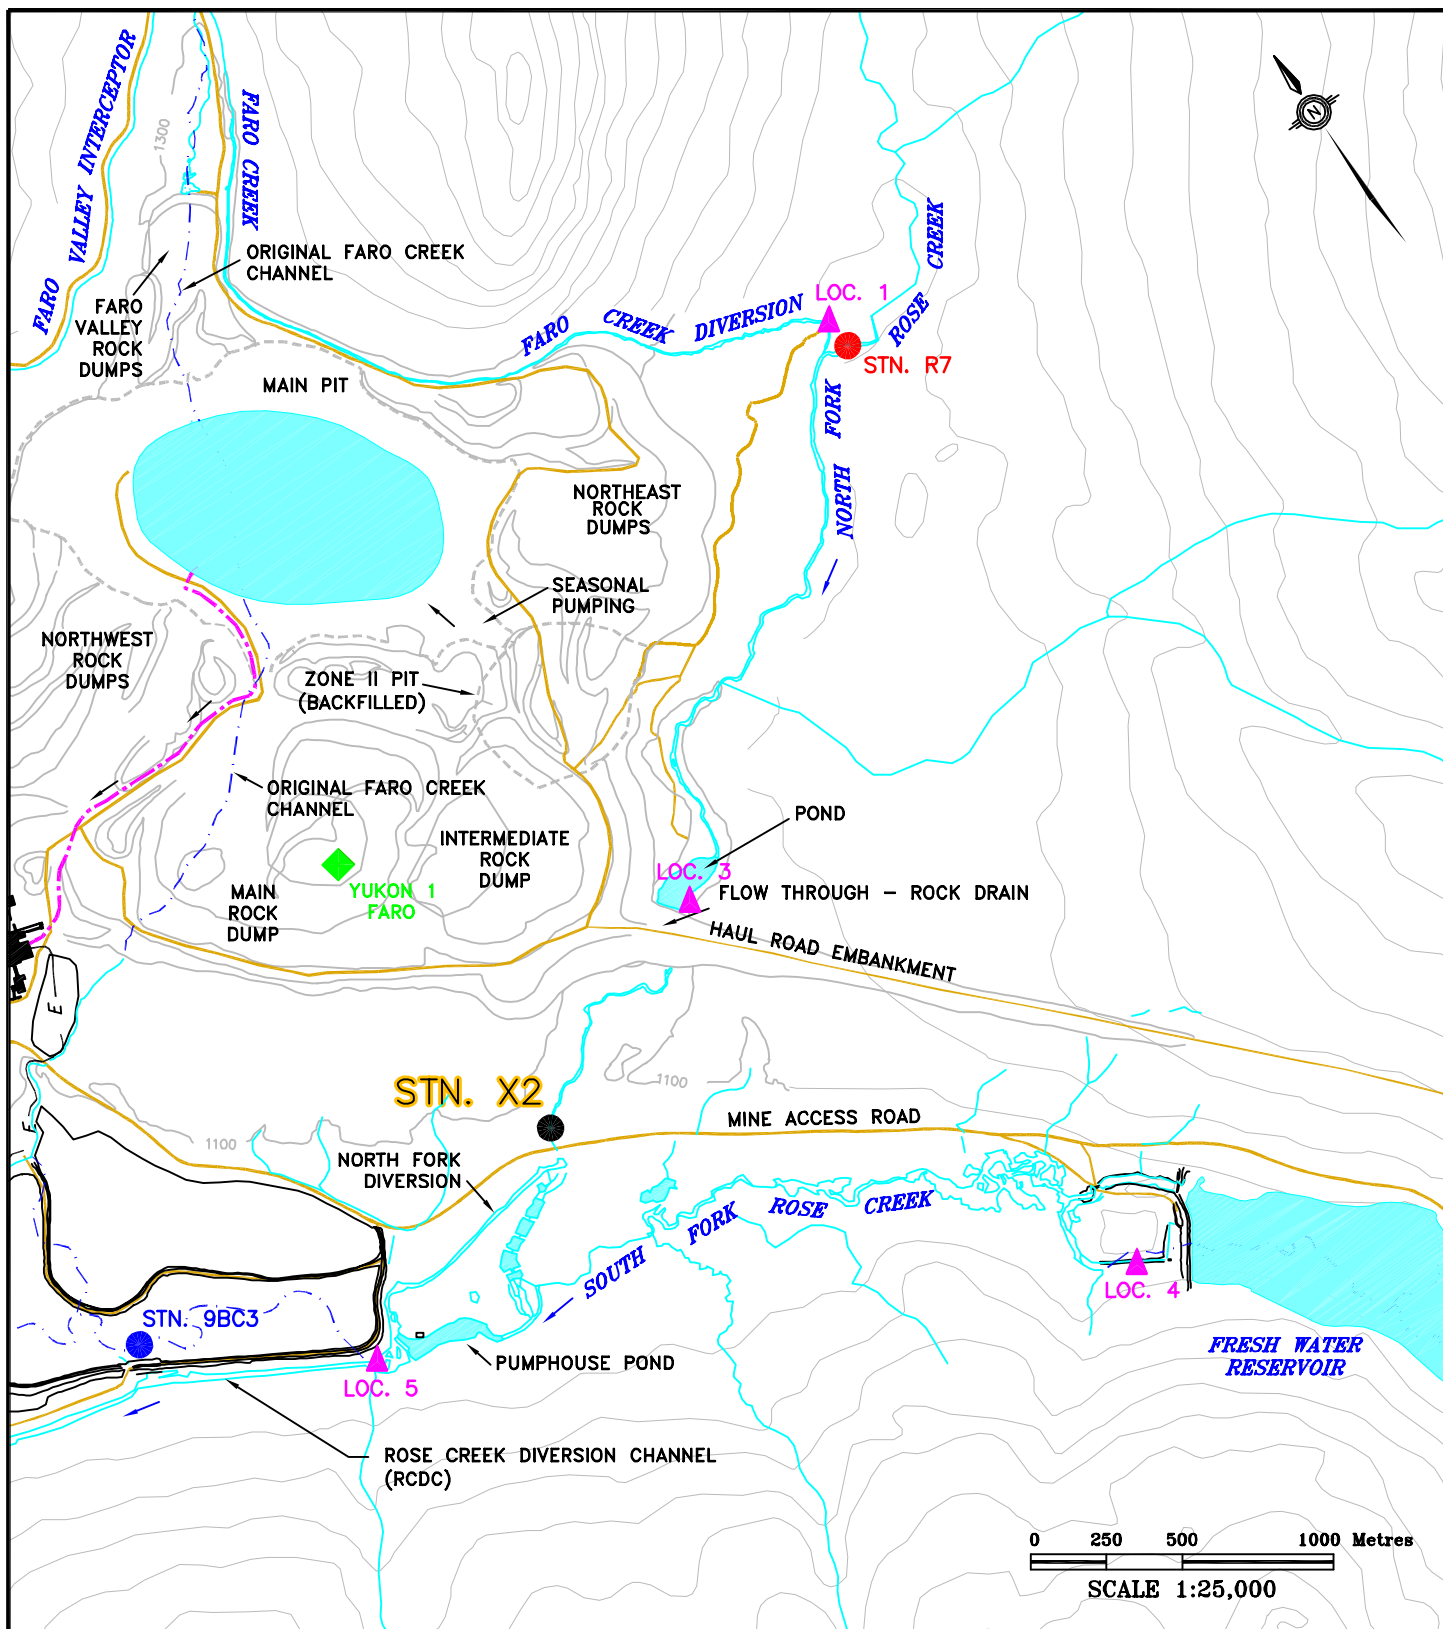 FARO VALLEY INTERCEPTOR
1300
FARO CREEK
N
ORIGINAL FARO CREEK
CHANNEL
FARO
VALLEY
ROCK
DUMPS
FARO CREEK DIVERSION
LOC. 1
STN. R7
NORTH FORK ROSE CREEK
MAIN PIT
NORTHEAST
ROCK
DUMPS
SEASONAL
PUMPING
NORTHWEST
ROCK
DUMPS
ZONE II PIT
(BACKFILLED)
ORIGINAL FARO CREEK
CHANNEL
POND
INTERMEDIATE
ROCK
DUMP
LOC. 3
FLOW THROUGH – ROCK DRAIN
MAIN
ROCK
DUMP
YUKON 1
FARO
HAUL ROAD EMBANKMENT
E
F
1100
STN. X2
MINE ACCESS ROAD
1100
NORTH FORK
DIVERSION
SOUTH FORK ROSE CREEK
LOC. 4
STN. 9BC3
FRESH WATER
RESERVOIR
PUMPHOUSE POND
LOC. 5
ROSE CREEK DIVERSION CHANNEL
(RCDC)
0 250 500 1000 Metres
SCALE 1:25,000